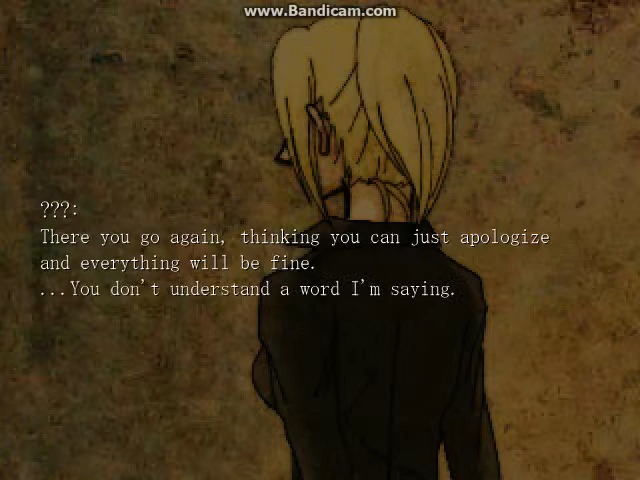 www.Bandicam.com
???:
There you go again, thinking you can just apologize
and everything will be fine.
...You don't understand a word I'm saying.